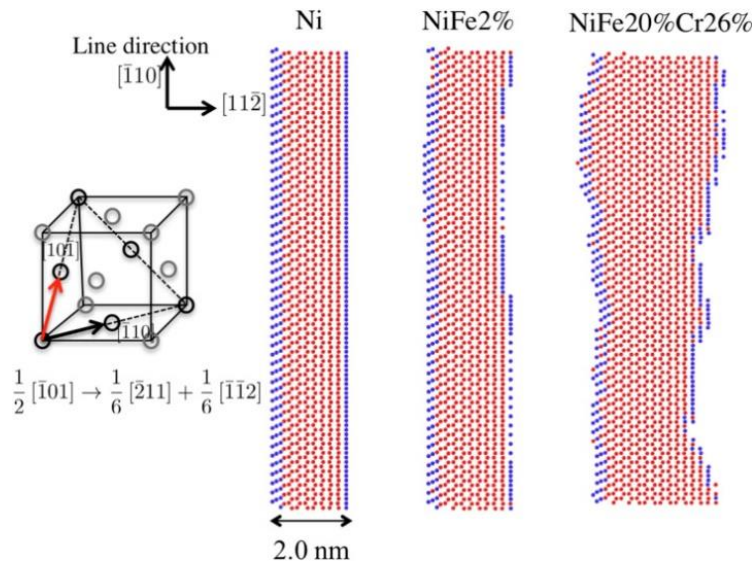 Ni NiFe2% NiFe20%Cr26%
Line direction
[1̄10]
[112̄]
[101̄]
[1̄10]
1/2 [1̄01] → 1/6 [2̄11] + 1/6 [1̄1̄2]
2.0 nm